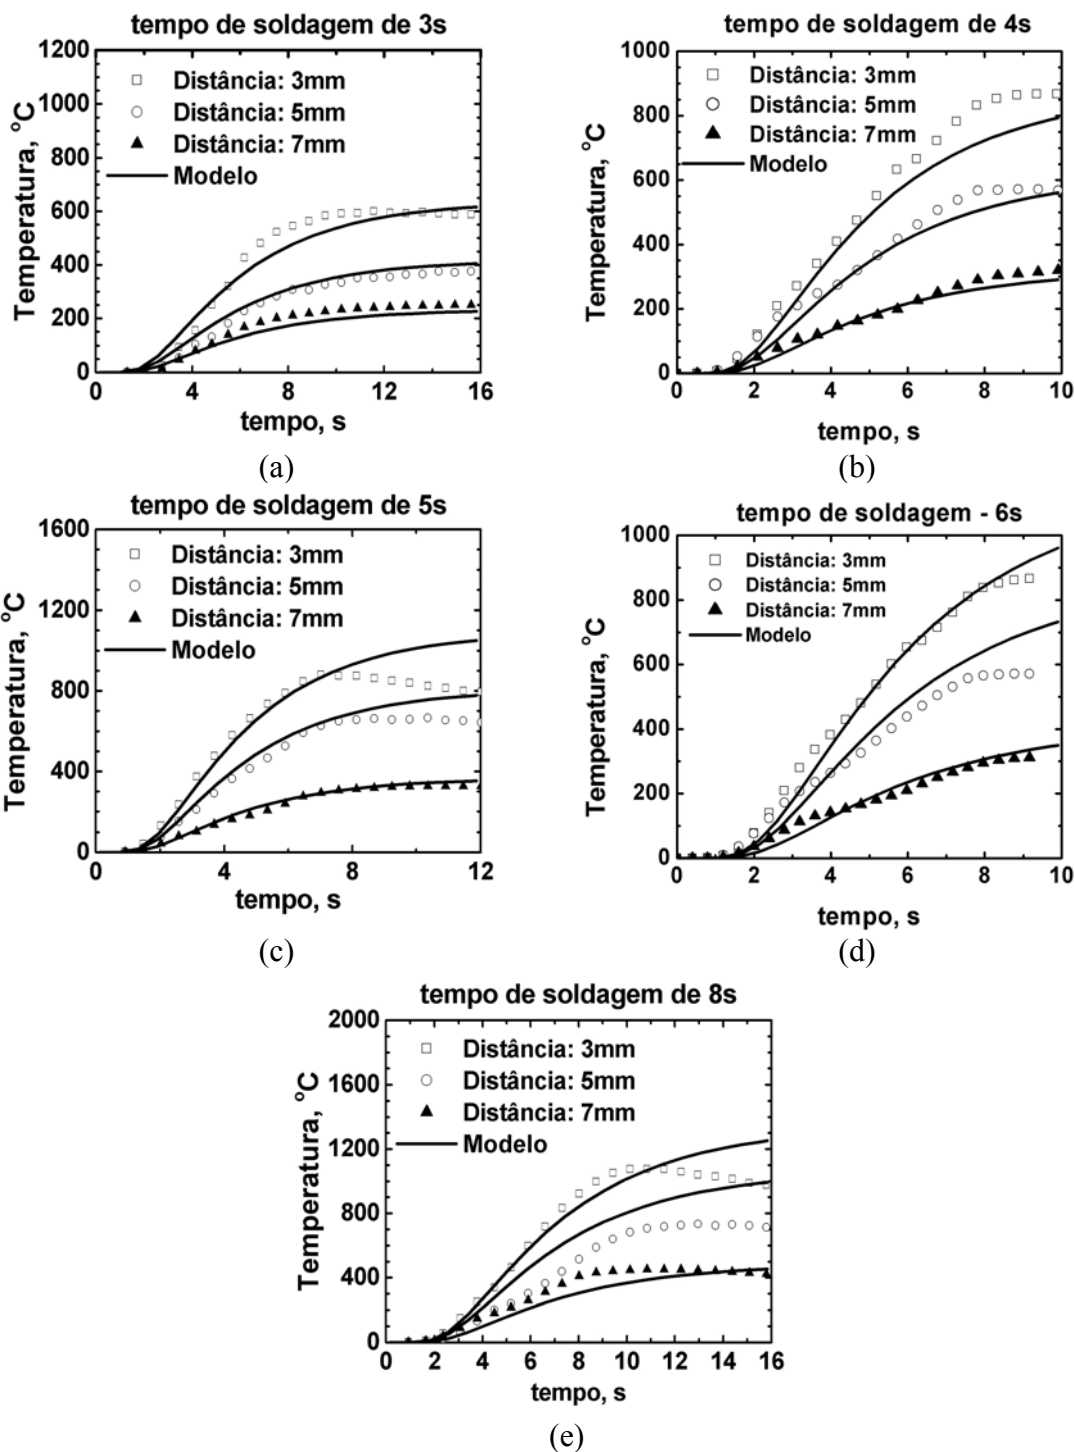 tempo de soldagem de 3s
1200
1000
800
600
400
200
0
Temperatura, °C
Distância: 3mm
Distância: 5mm
Distância: 7mm
Modelo
0 4 8 12 16
tempo, s
(a)
tempo de soldagem de 4s
1000
800
600
400
200
0
Temperatura, °C
Distância: 3mm
Distância: 5mm
Distância: 7mm
Modelo
0 2 4 6 8 10
tempo, s
(b)
tempo de soldagem de 5s
1600
1200
800
400
0
Temperatura, °C
Distância: 3mm
Distância: 5mm
Distância: 7mm
Modelo
0 4 8 12
tempo, s
(c)
tempo de soldagem - 6s
1000
800
600
400
200
0
Temperatura, °C
Distância: 3mm
Distância: 5mm
Distância: 7mm
Modelo
0 2 4 6 8 10
tempo, s
(d)
tempo de soldagem de 8s
2000
1600
1200
800
400
0
Temperatura, °C
Distância: 3mm
Distância: 5mm
Distância: 7mm
Modelo
0 2 4 6 8 10 12 14 16
tempo, s
(e)